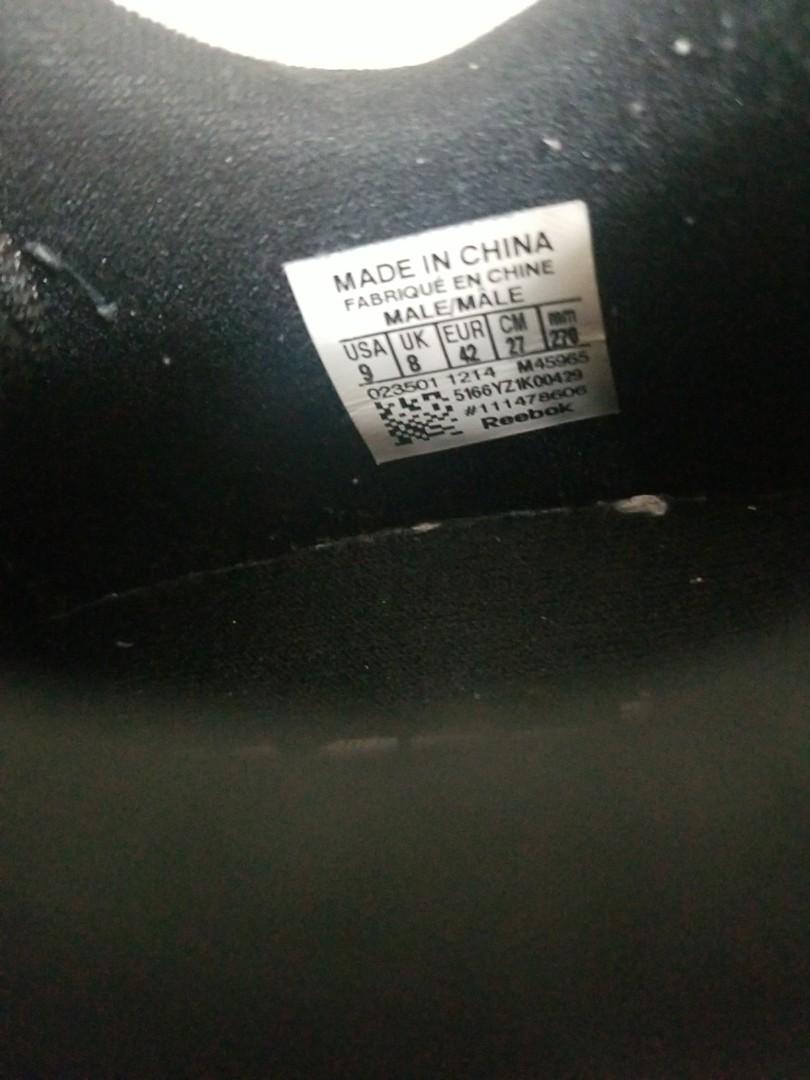 MADE IN CHINA
FABRIQUÉ EN CHINE
MALE/MÂLE
USA UK EUR CM mm
9 8 42 27 270
023501 1214 M45965
5166YZ1K00429
#111478606
Reebok